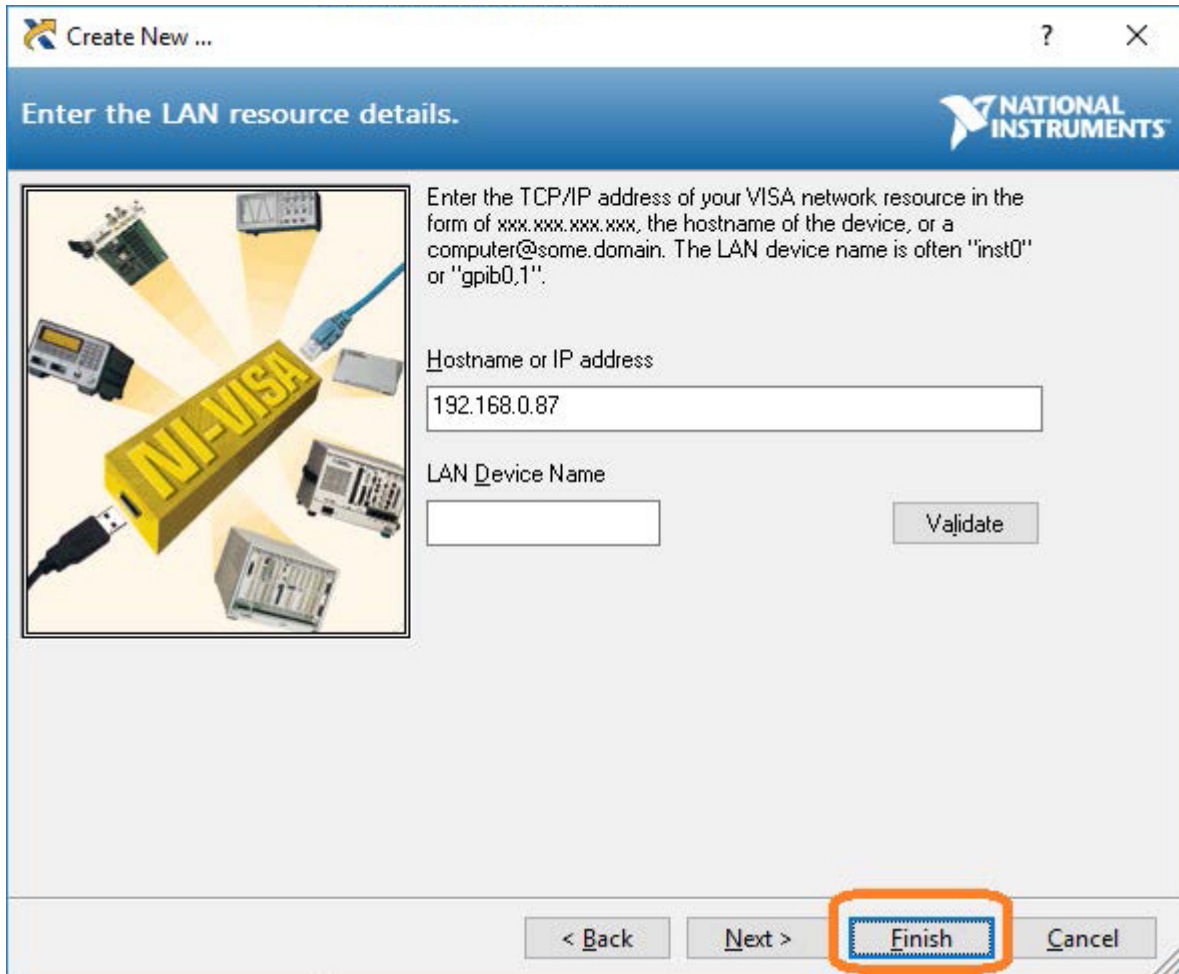 Create New ...
?
Enter the LAN resource details.
NATIONAL
INSTRUMENTS
NI-VISA
Enter the TCP/IP address of your VISA network resource in the
form of xxx.xxx.xxx.xxx, the hostname of the device, or a
computer@some.domain. The LAN device name is often "inst0"
or "gpib0,1".
Hostname or IP address
192.168.0.87
LAN Device Name
Validate
< Back
Next >
Finish
Cancel